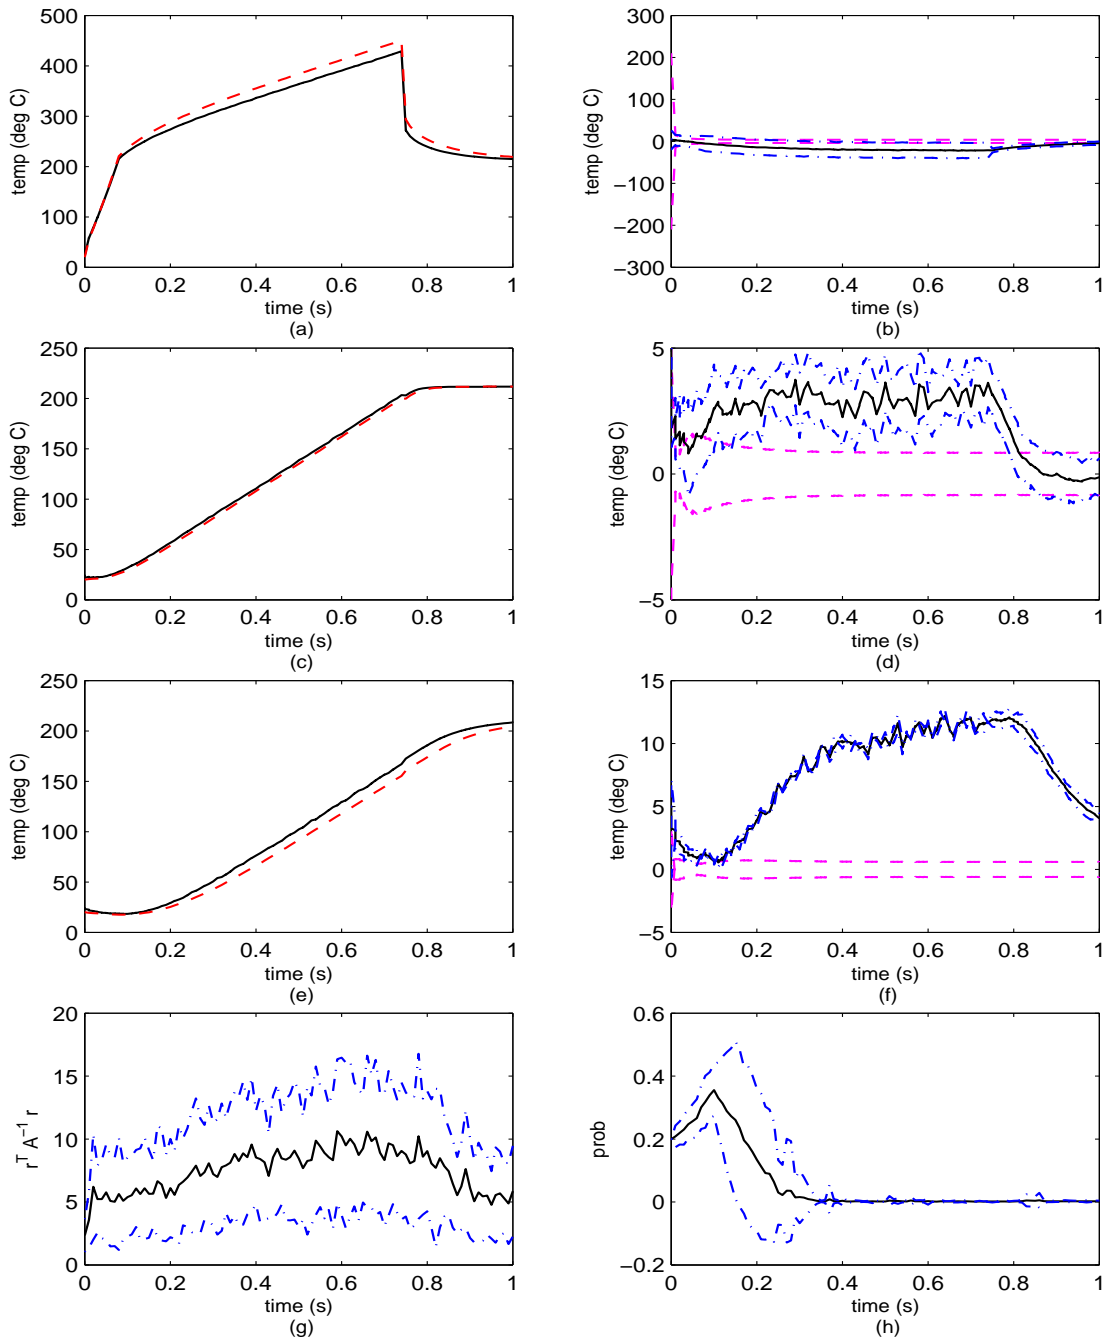 500
400
300
200
100
0
temp (deg C)
0 0.2 0.4 0.6 0.8 1
time (s)
(a)
300
200
100
0
−100
−200
−300
temp (deg C)
0 0.2 0.4 0.6 0.8 1
time (s)
(b)
250
200
150
100
50
0
temp (deg C)
0 0.2 0.4 0.6 0.8 1
time (s)
(c)
5
0
−5
temp (deg C)
0 0.2 0.4 0.6 0.8 1
time (s)
(d)
250
200
150
100
50
0
temp (deg C)
0 0.2 0.4 0.6 0.8 1
time (s)
(e)
15
10
5
0
−5
temp (deg C)
0 0.2 0.4 0.6 0.8 1
time (s)
(f)
20
15
10
5
0
r^T A^−1 r
0 0.2 0.4 0.6 0.8 1
time (s)
(g)
0.6
0.4
0.2
0
−0.2
prob
0 0.2 0.4 0.6 0.8 1
time (s)
(h)